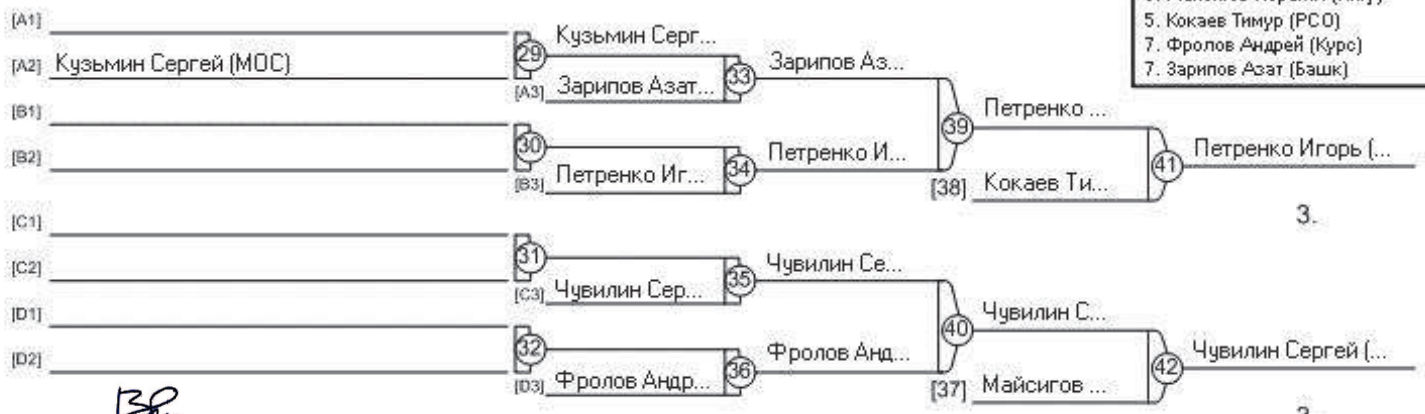 5. Кокаев Тимур (РСО)
7. Фролов Андрей (Курс)
7. Зарипов Азат (Башк)
[A1]
[A2] Кузьмин Сергей (МОС)
29
Кузьмин Серг...
[A3] Зарипов Азат...
33
Зарипов Аз...
[B1]
[B2]
30
[B3] Петренко Иг...
34
Петренко И...
39
Петренко ...
[38] Кокаев Ти...
41
Петренко Игорь (...
3.
[C1]
[C2]
31
[C3] Чувилин Сер...
35
Чувилин Се...
[D1]
[D2]
32
[D3] Фролов Андр...
36
Фролов Анд...
40
Чувилин С...
[37] Майсигов ...
42
Чувилин Сергей (...